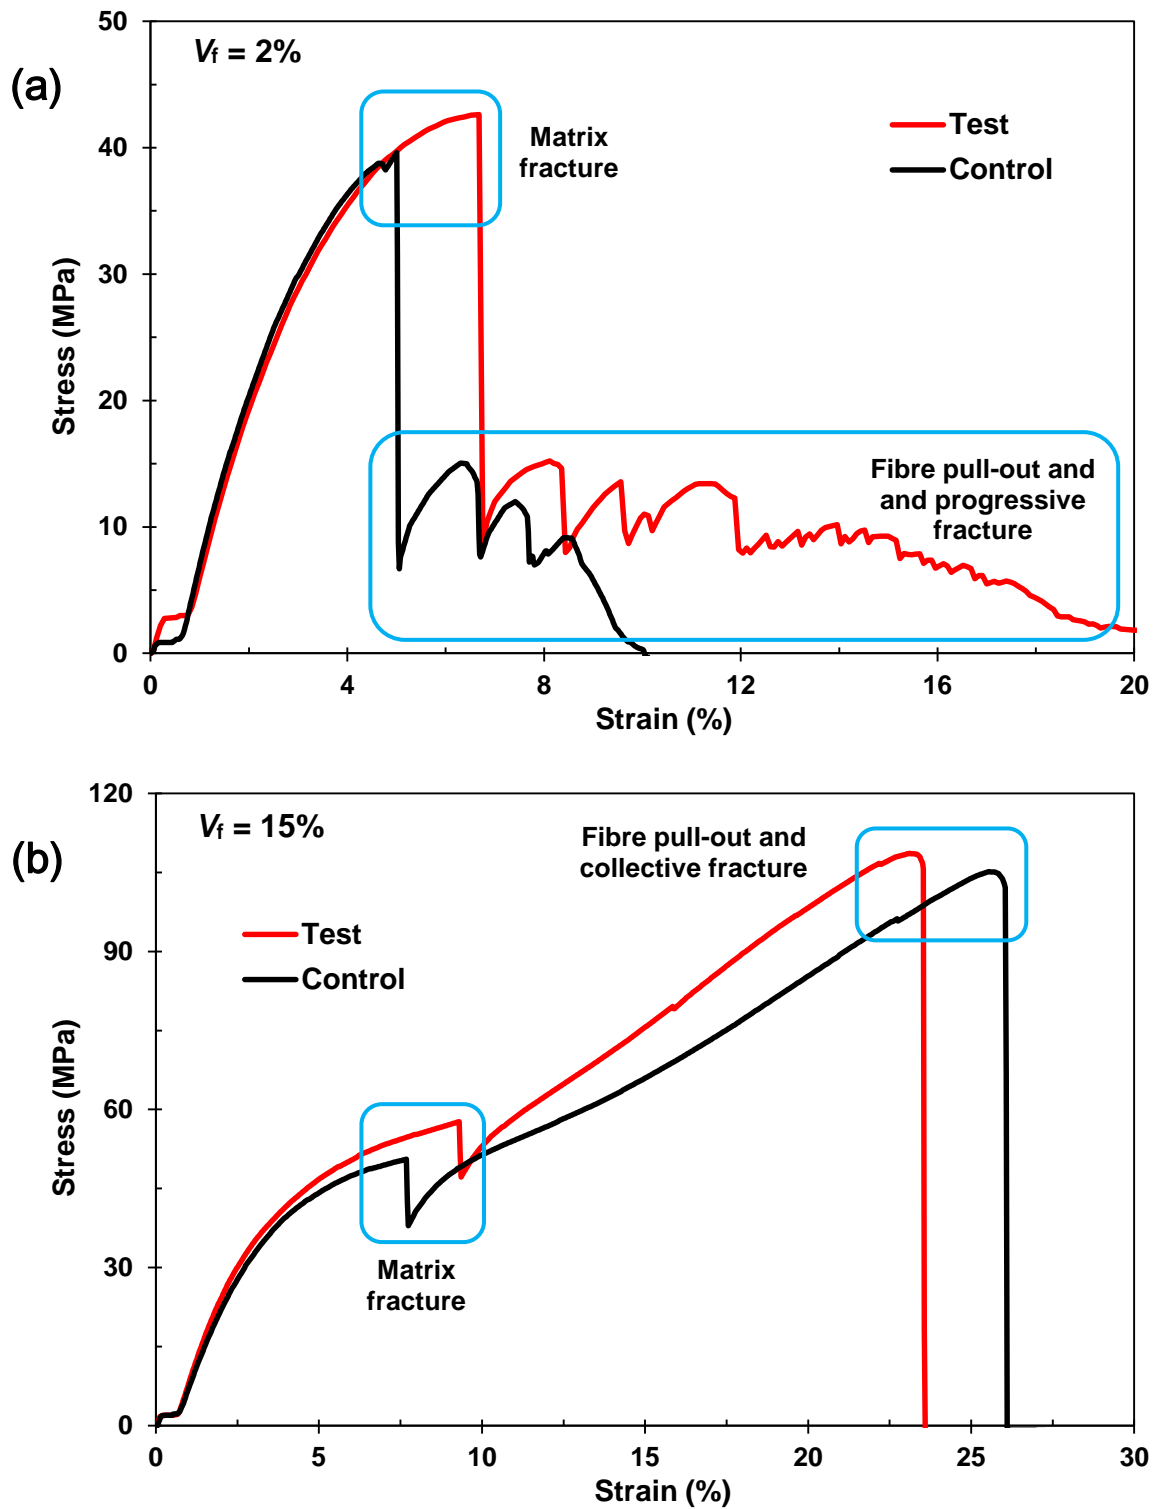 (a)
V_f = 2%
50
40
30
20
10
0
Stress (MPa)
Matrix
fracture
Test
Control
Fibre pull-out and
and progressive
fracture
0 4 8 12 16 20
Strain (%)
(b)
V_f = 15%
120
90
60
30
0
Stress (MPa)
Fibre pull-out and
collective fracture
Test
Control
Matrix
fracture
0 5 10 15 20 25 30
Strain (%)